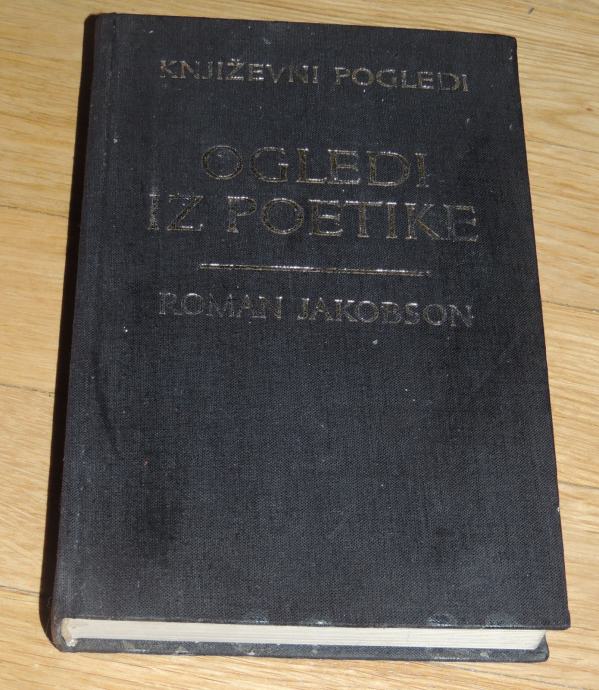 KNJIŽEVNI POGLEDI
OGLEDI
IZ POETIKE
ROMAN JAKOBSON